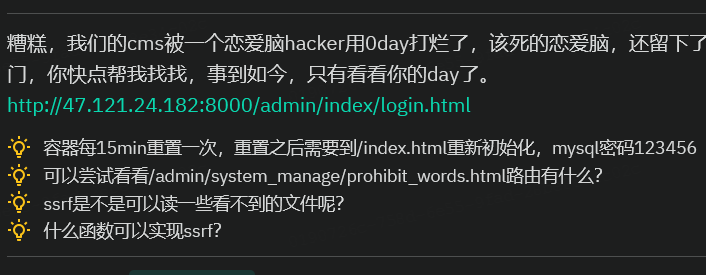 糟糕，我们的cms被一个恋爱脑hacker用0day打烂了，该死的恋爱脑，还留下了
门，你快点帮我找找，事到如今，只有看看你的day了。
http://47.121.24.182:8000/admin/index/login.html
容器每15min重置一次，重置之后需要到/index.html重新初始化，mysql密码123456
可以尝试看看/admin/system_manage/prohibit_words.html路由有什么？
ssrf是不是可以读一些看不到的文件呢？
什么函数可以实现ssrf？